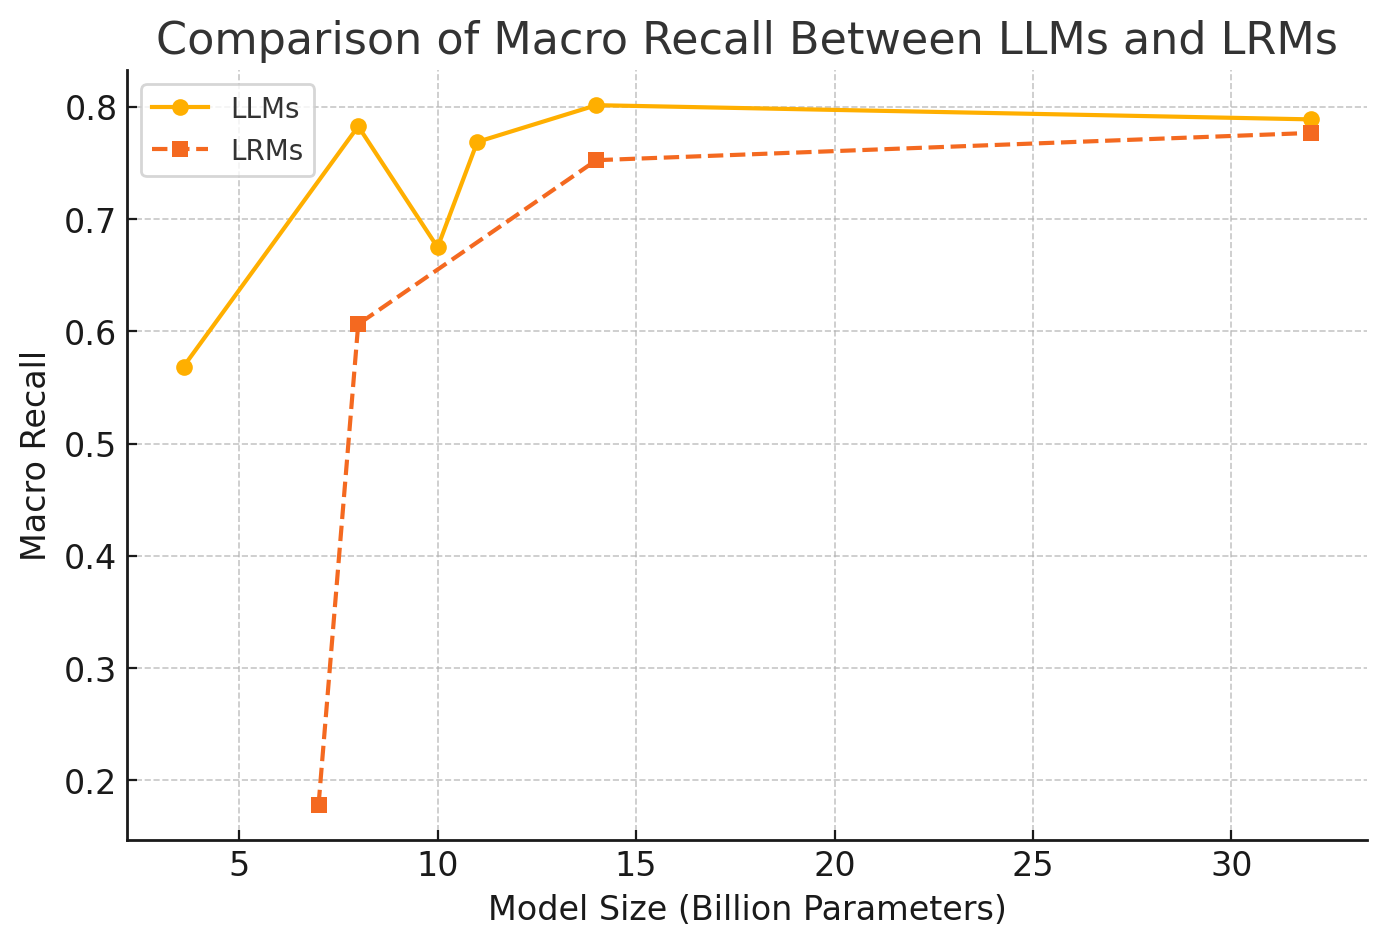 Comparison of Macro Recall Between LLMs and LRMs
LLMs
LRMs
0.8
0.7
0.6
0.5
0.4
0.3
0.2
Macro Recall
5 10 15 20 25 30
Model Size (Billion Parameters)